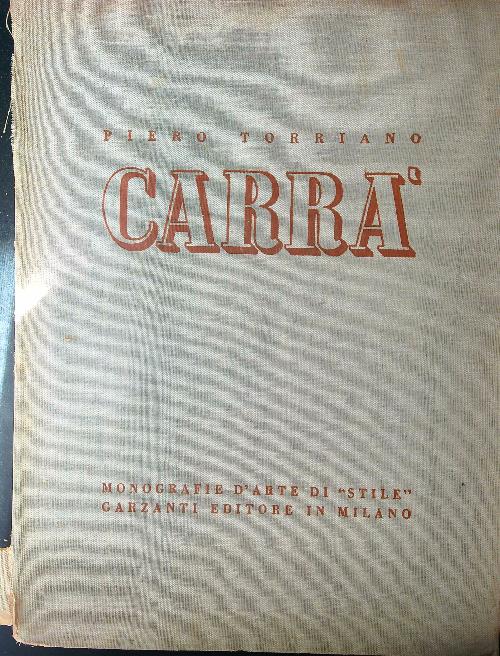 PIERO TORRIANO
CARRA'
MONOGRAFIE D'ARTE DI "STILE"
GARZANTI EDITORE IN MILANO